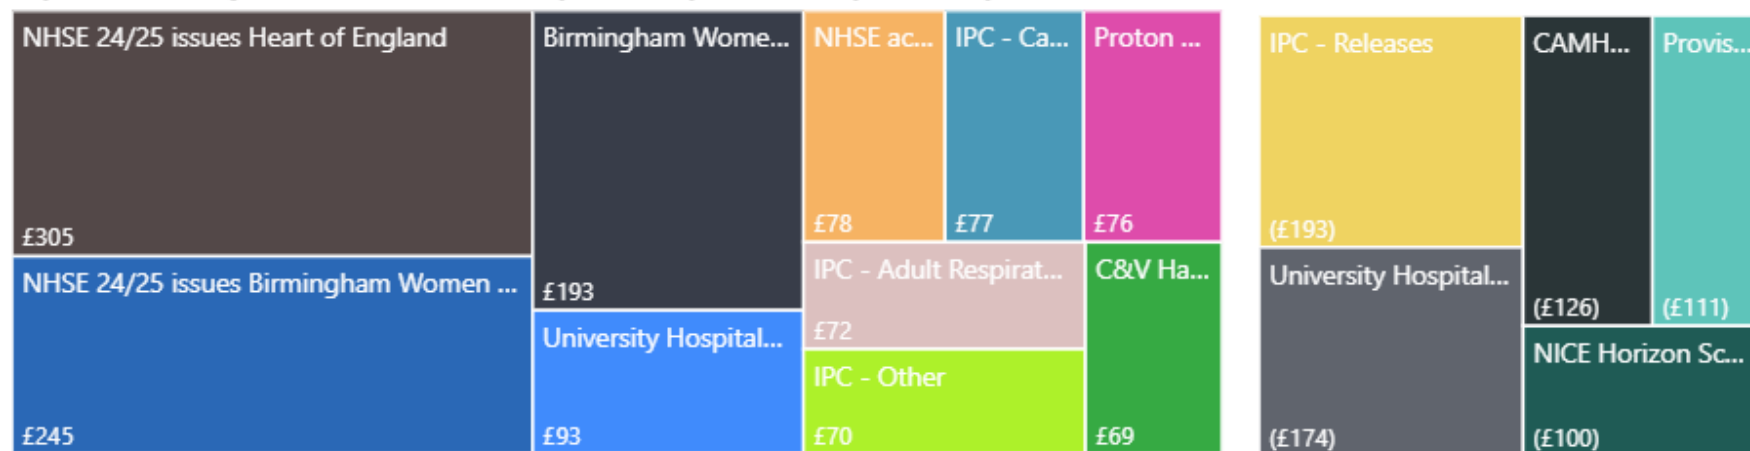 NHSE 24/25 issues Heart of England
£305
NHSE 24/25 issues Birmingham Women ...
£245
Birmingham Wome...
£193
University Hospital...
£93
NHSE ac...
£78
IPC - Ca...
£77
Proton ...
£76
IPC - Adult Respirat...
£72
IPC - Other
£70
C&V Ha...
£69
IPC - Releases
(£193)
University Hospital...
(£174)
CAMH...
(£126)
Provis...
(£111)
NICE Horizon Sc...
(£100)